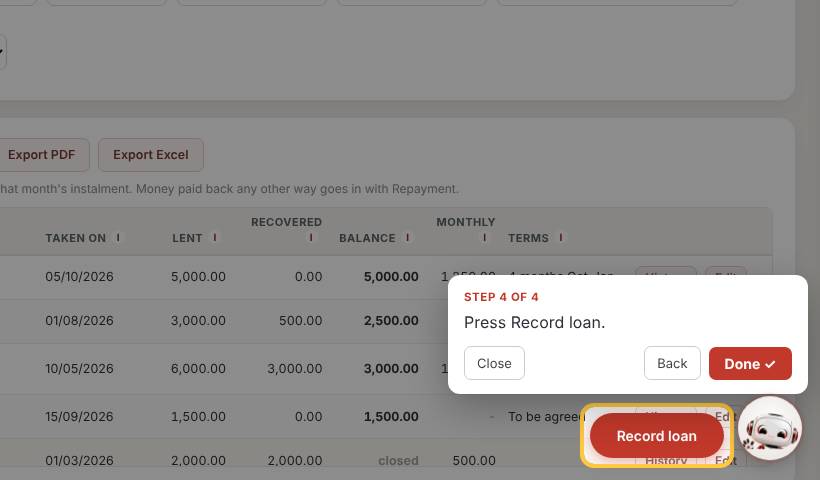 Export PDF Export Excel
hat month's instalment. Money paid back any other way goes in with Repayment.
TAKEN ON LENT RECOVERED BALANCE MONTHLY TERMS
05/10/2026 5,000.00 0.00 5,000.00
01/08/2026 3,000.00 500.00 2,500.00
STEP 4 OF 4
Press Record loan.
Close Back Done ✓
10/05/2026 6,000.00 3,000.00 3,000.00
15/09/2026 1,500.00 0.00 1,500.00 - To be agreed
Record loan
01/03/2026 2,000.00 2,000.00 closed 500.00 History Edit